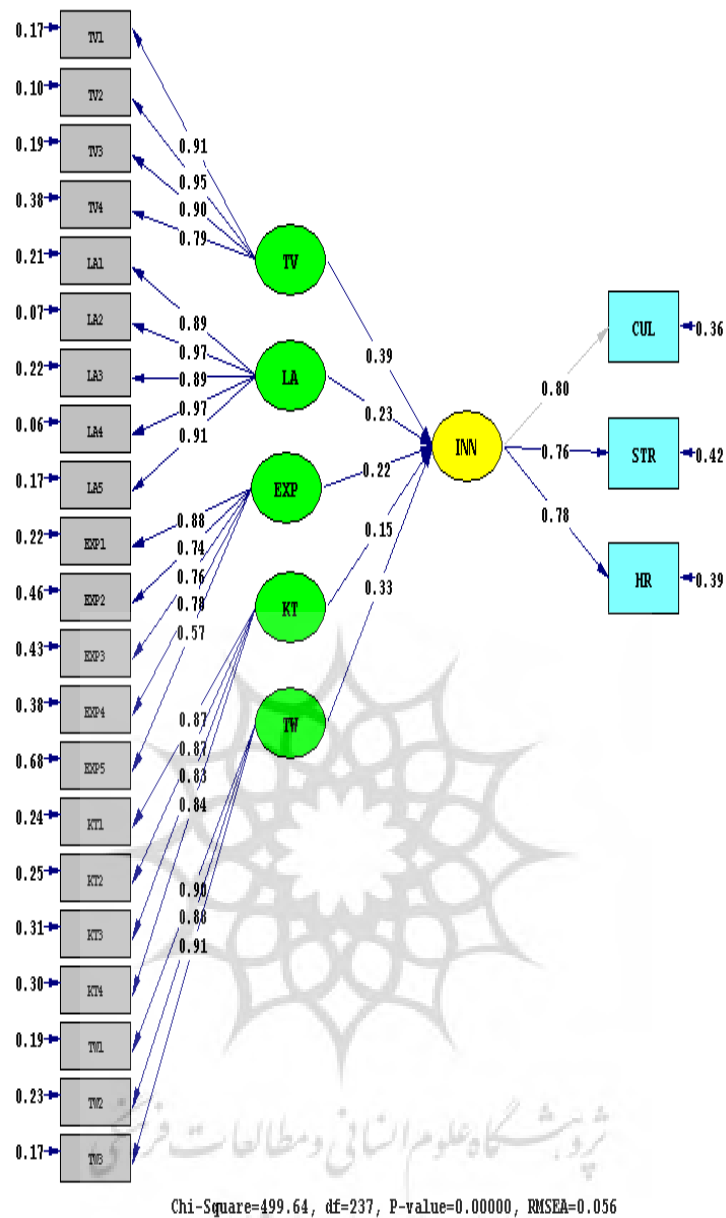 0.17 TV1
0.10 TV2
0.19 TV3
0.38 TV4
0.21 LA1
0.07 LA2
0.22 LA3
0.06 LA4
0.17 LA5
0.22 EXP1
0.46 EXP2
0.43 EXP3
0.38 EXP4
0.68 EXP5
0.24 KT1
0.25 KT2
0.31 KT3
0.30 KT4
0.19 TW1
0.23 TW2
0.17 TW3
0.91
0.95
0.90
0.79
0.89
0.97
0.89
0.97
0.91
0.88
0.74
0.76
0.78
0.57
0.87
0.87
0.83
0.84
0.90
0.88
0.91
TV
LA
EXP
KT
TW
0.39
0.23
0.22
0.15
0.33
INN
0.80
0.76
0.78
CUL 0.36
STR 0.42
HR 0.39
پژوهشگاه علوم انسانی و مطالعات فرهنگی
Chi-Square=499.64, df=237, P-value=0.00000, RMSEA=0.056